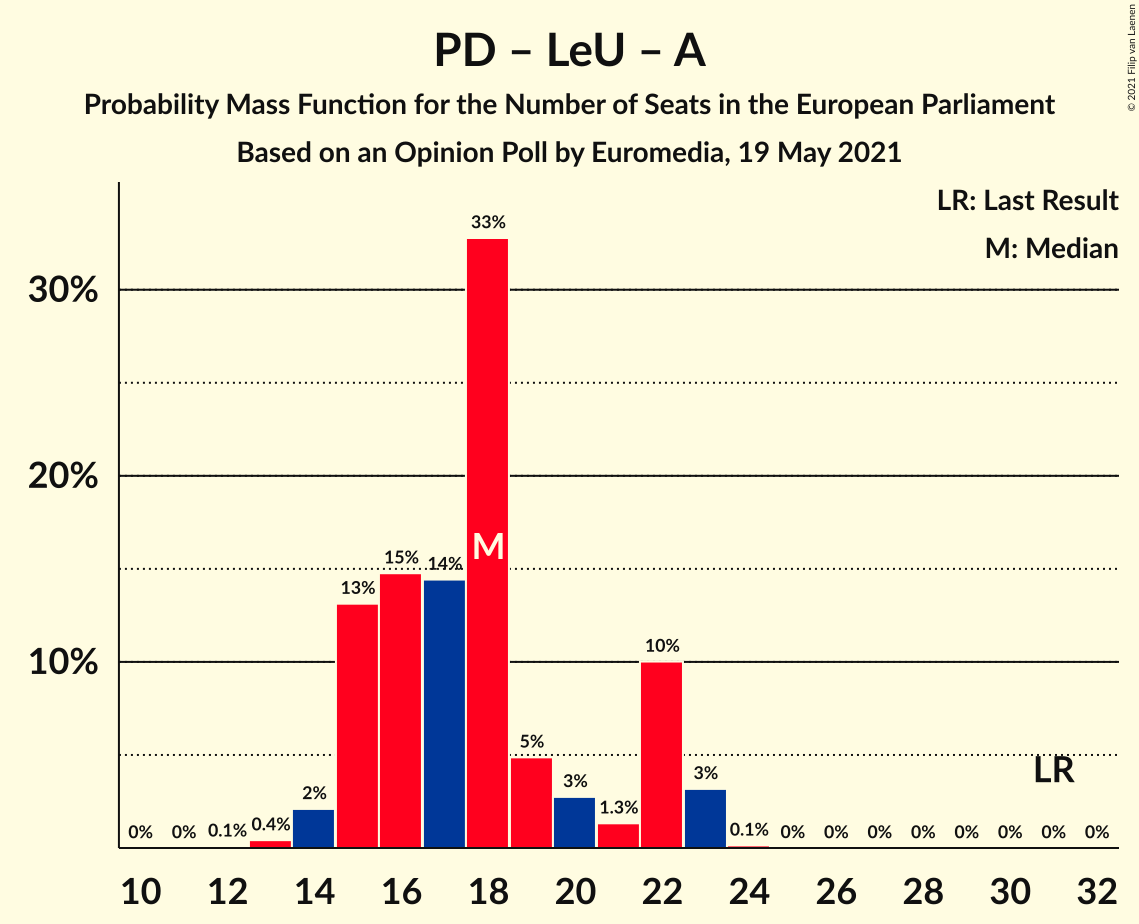 PD – LeU – A
Probability Mass Function for the Number of Seats in the European Parliament
Based on an Opinion Poll by Euromedia, 19 May 2021
© 2021 Filip van Laenen
LR: Last Result
M: Median
33%
30%
20%
M
15%
14%
13%
10%
10%
5%
LR
3%
3%
2%
1.3%
0% 0% 0.1% 0.4% 0.1% 0% 0% 0% 0% 0% 0% 0% 0%
10 12 14 16 18 20 22 24 26 28 30 32